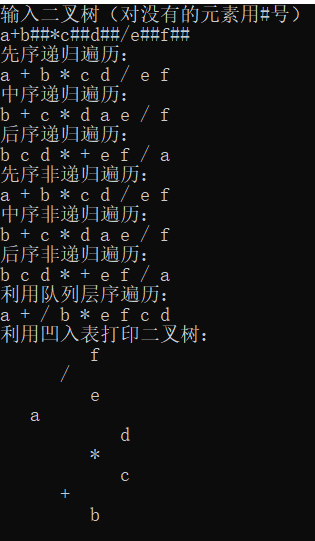 输入二叉树（对没有的元素用#号）
a+b##*c##d##/e##f##
先序递归遍历：
a + b * c d / e f
中序递归遍历：
b + c * d a e / f
后序递归遍历：
b c d * + e f / a
先序非递归遍历：
a + b * c d / e f
中序非递归遍历：
b + c * d a e / f
后序非递归遍历：
b c d * + e f / a
利用队列层序遍历：
a + / b * e f c d
利用凹入表打印二叉树：
f
/
e
a
d
*
c
+
b